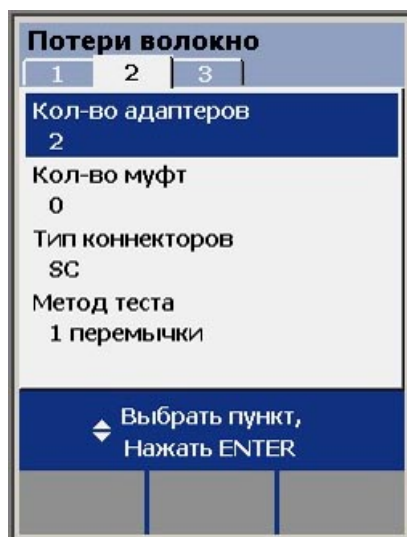 Потери волокно
1 2 3
Кол-во адаптеров
2
Кол-во муфт
0
Тип коннекторов
SC
Метод теста
1 перемычки
Выбрать пункт,
Нажать ENTER